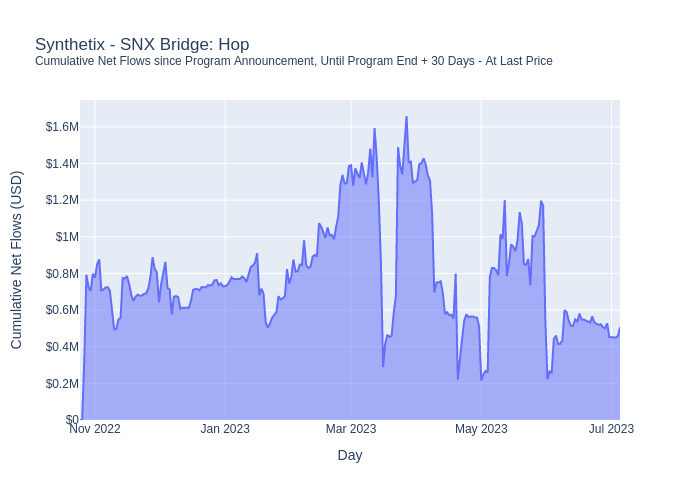 Synthetix - SNX Bridge: Hop
Cumulative Net Flows since Program Announcement, Until Program End + 30 Days - At Last Price
Cumulative Net Flows (USD)
$1.6M
$1.4M
$1.2M
$1M
$0.8M
$0.6M
$0.4M
$0.2M
$0
Nov 2022 Jan 2023 Mar 2023 May 2023 Jul 2023
Day